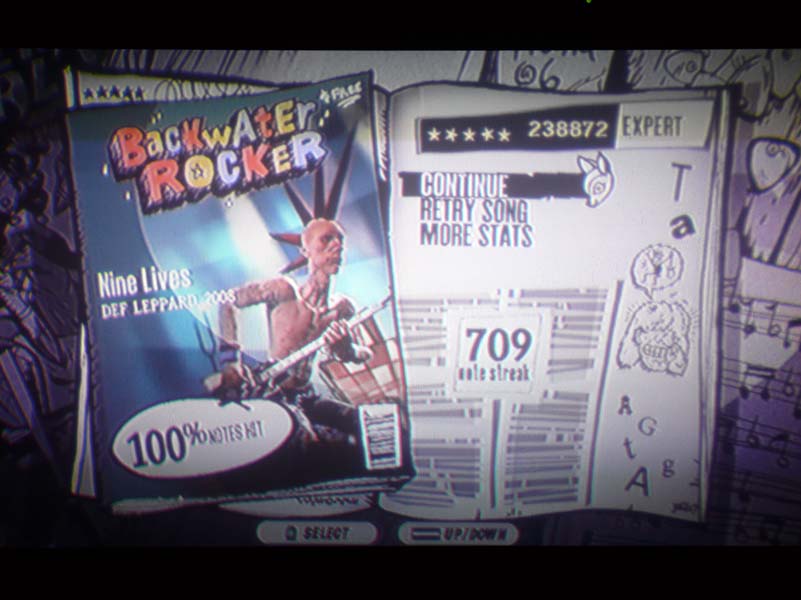 BACKWATER
ROCKER
FREE
Nine Lives
DEF LEPPARD 2008
100% NOTES HIT
238872 EXPERT
CONTINUE
RETRY SONG
MORE STATS
709
note streak
T
a
A
G
t
g
A
SELECT
UP/DOWN